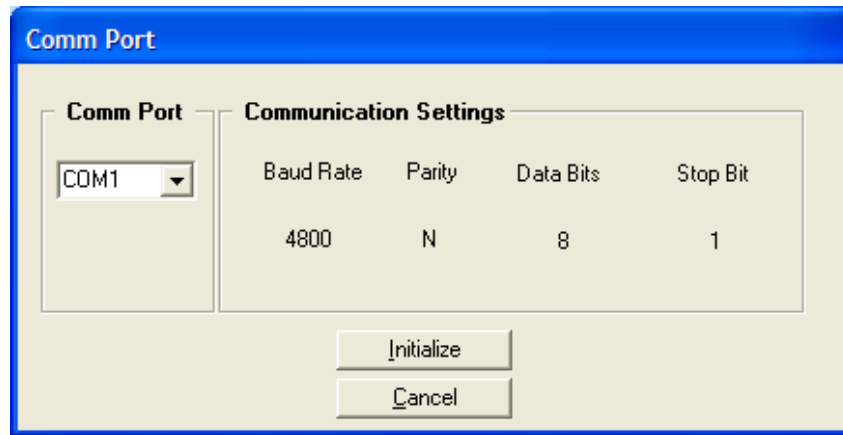 Comm Port
Comm Port Communication Settings
COM1 Baud Rate Parity Data Bits Stop Bit
4800 N 8 1
Initialize
Cancel